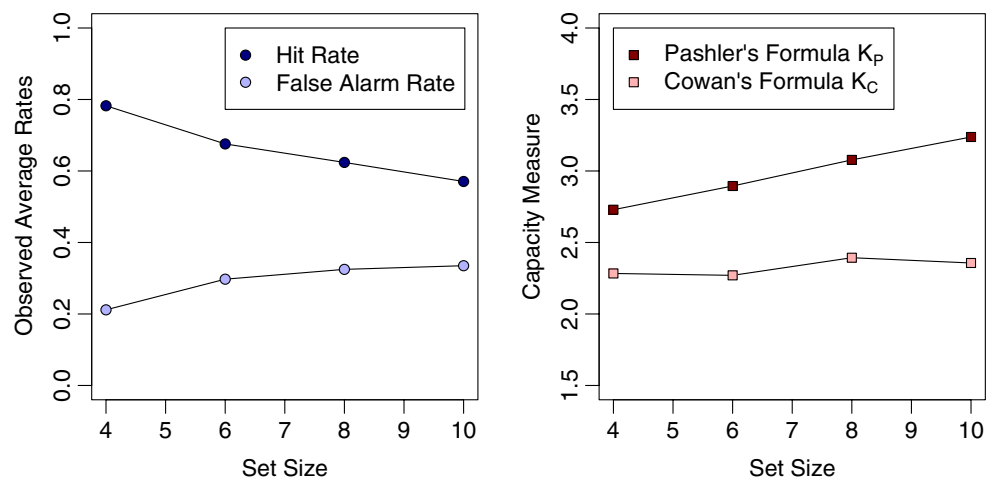 Observed Average Rates
1.0
0.8
0.6
0.4
0.2
0.0
Hit Rate
False Alarm Rate
4 5 6 7 8 9 10
Set Size
Capacity Measure
4.0
3.5
3.0
2.5
2.0
1.5
Pashler's Formula K_P
Cowan's Formula K_C
4 5 6 7 8 9 10
Set Size